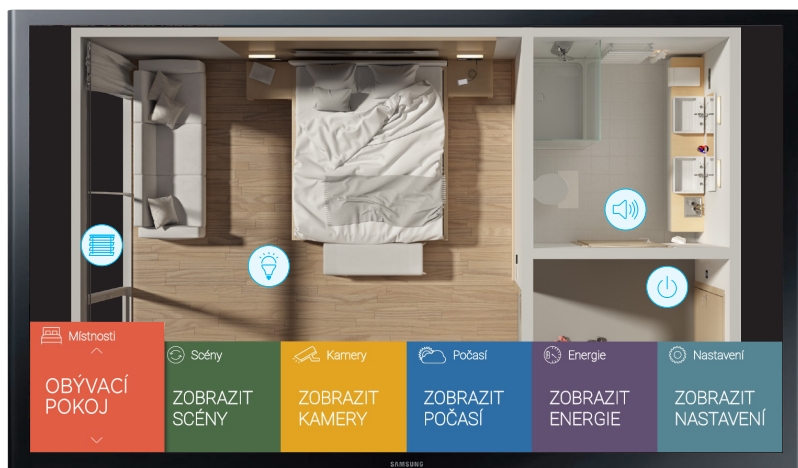 Místnosti
OBÝVACÍ
POKOJ
Scény
ZOBRAZIT
SCÉNY
Kamery
ZOBRAZIT
KAMERY
Počasí
ZOBRAZIT
POČASÍ
Energie
ZOBRAZIT
ENERGIE
Nastavení
ZOBRAZIT
NASTAVENÍ
SAMSUNG